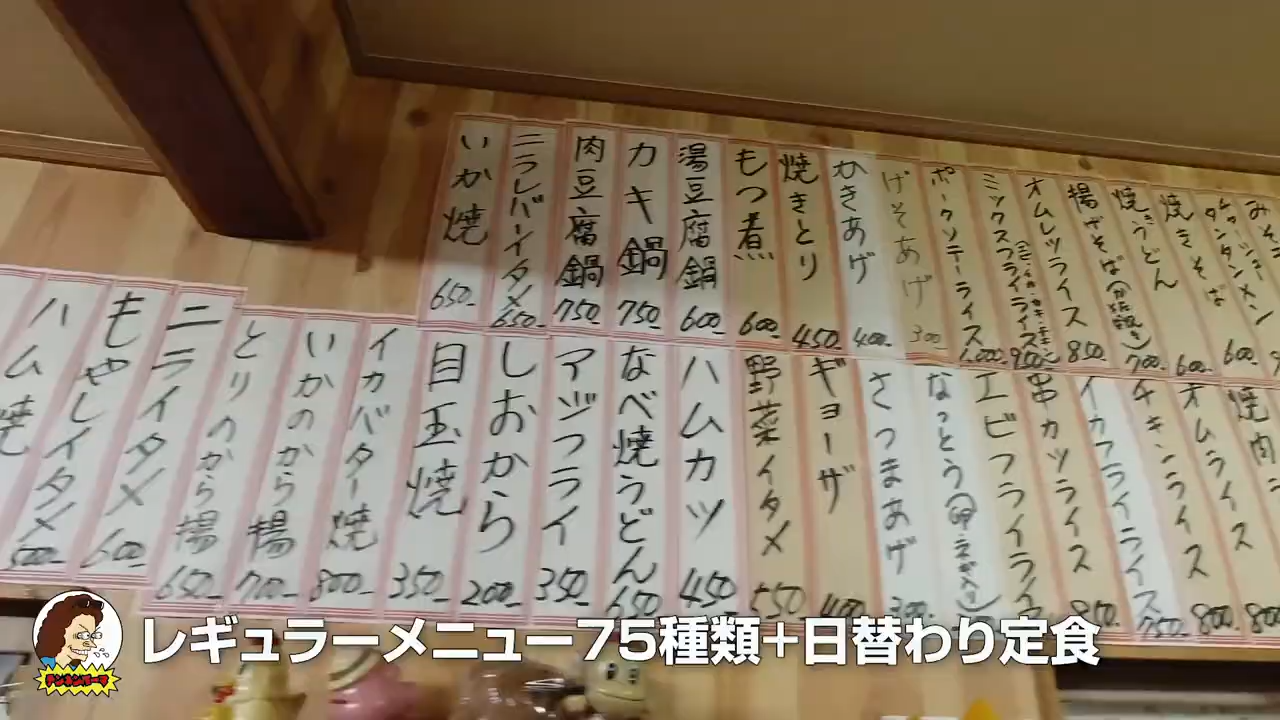 いか焼 650-
ニラレバーイタメ 650-
肉豆腐鍋 750-
カキ鍋 750-
湯豆腐鍋 600-
もつ煮 600-
焼きとり 450-
かきあげ 400-
げそあげ 300
ポークソテーライス 1,000-
ミックスフライライス 950-
オムレツライス 850-
揚げそば 700-
焼きうどん 600-
焼きそば 600-
ハム焼
もやしイタメ 500-
ニライタメ 600-
とりのから揚 650-
いかのから揚 700-
イカバター焼 800-
目玉焼 350-
しおから 200-
アジフライ 350-
なべ焼うどん 650
ハムカツ 450
野菜イタメ 550
ギョーザ 400
さつまあげ 300-
なっとう
エビフライライス
串カツライス 850-
イカフライライス 750-
チキンライス 800-
オムライス 800-
焼肉
レギュラーメニュー75種類+日替わり定食